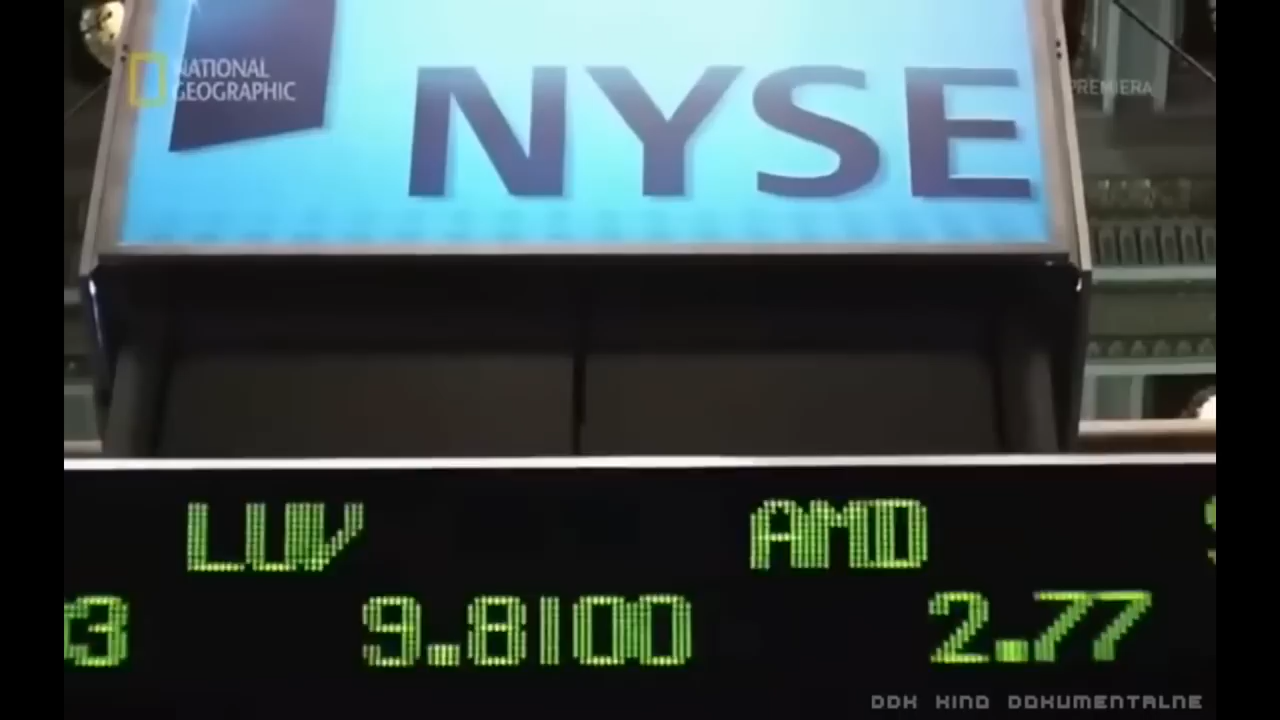 NATIONAL
GEOGRAPHIC
NYSE
PREMIERA
LUV
AMD
3
9.8100
2.77
DDK KINO DOKUMENTALNE